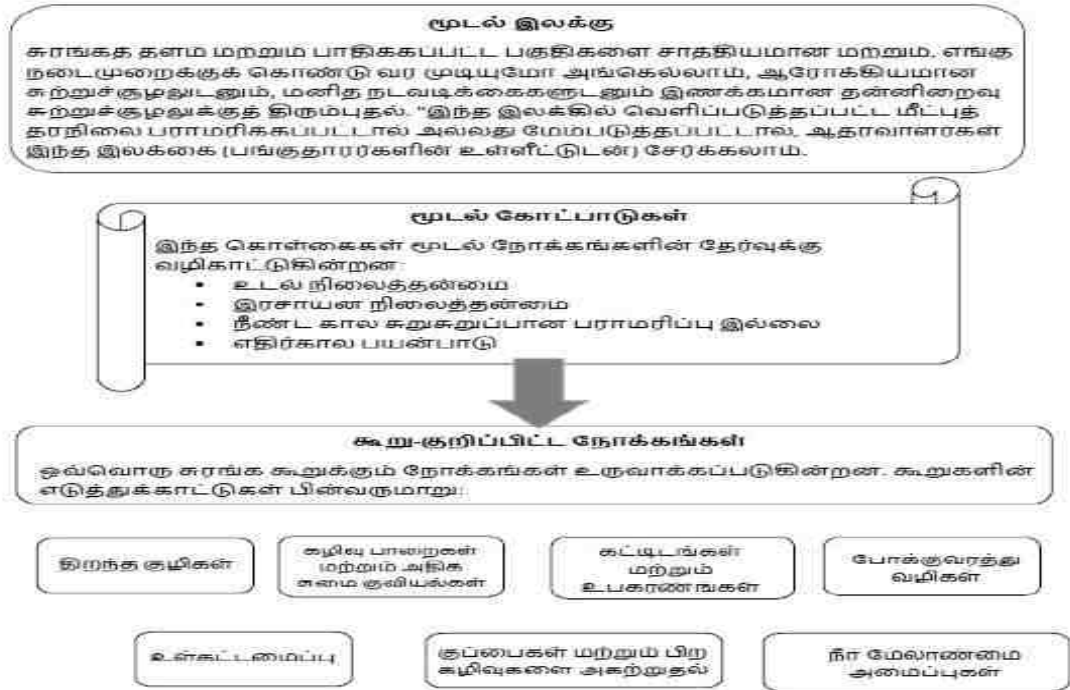 மூடல் இலக்கு
சுரங்கத் தளம் மற்றும் பாதிக்கப்பட்ட பகுதிகளை சாத்தியமான மற்றும், எங்கு
நடைமுறைக்குக் கொண்டு வர முடியுமோ அங்கெல்லாம், ஆரோக்கியமான
சுற்றுச்சூழலுடனும், மனித நடவடிக்கைகளுடனும் இணக்கமான தன்னிறைவு
சுற்றுச்சூழலுக்குத் திரும்புதல். "இந்த இலக்கில் வெளிப்படுத்தப்பட்ட மீட்புத்
தரநிலை பராமரிக்கப்பட்டால் அல்லது மேம்படுத்தப்பட்டால், ஆதரவாளர்கள்
இந்த இலக்கை (பங்குதாரர்களின் உள்ளீட்டுடன்) சேர்க்கலாம்.
மூடல் கோட்பாடுகள்
இந்த கொள்கைகள் மூடல் நோக்கங்களின் தேர்வுக்கு
வழிகாட்டுகின்றன:
• உடல் நிலைத்தன்மை
• இரசாயன நிலைத்தன்மை
• நீண்ட கால சுறுசுறுப்பான பராமரிப்பு இல்லை
• எதிர்கால பயன்பாடு
கூறு-குறிப்பிட்ட நோக்கங்கள்
ஒவ்வொரு சுரங்க கூறுக்கும் நோக்கங்கள் உருவாக்கப்படுகின்றன. கூறுகளின்
எடுத்துக்காட்டுகள் பின்வருமாறு:
திறந்த குழிகள்
கழிவு பாறைகள்
மற்றும் அதிக
சுமை குவியல்கள்
கட்டிடங்கள்
மற்றும்
உபகரணங்கள்
போக்குவரத்து
வழிகள்
உள்கட்டமைப்பு
குப்பைகள் மற்றும் பிற
கழிவுகளை அகற்றுதல்
நீர் மேலாண்மை
அமைப்புகள்